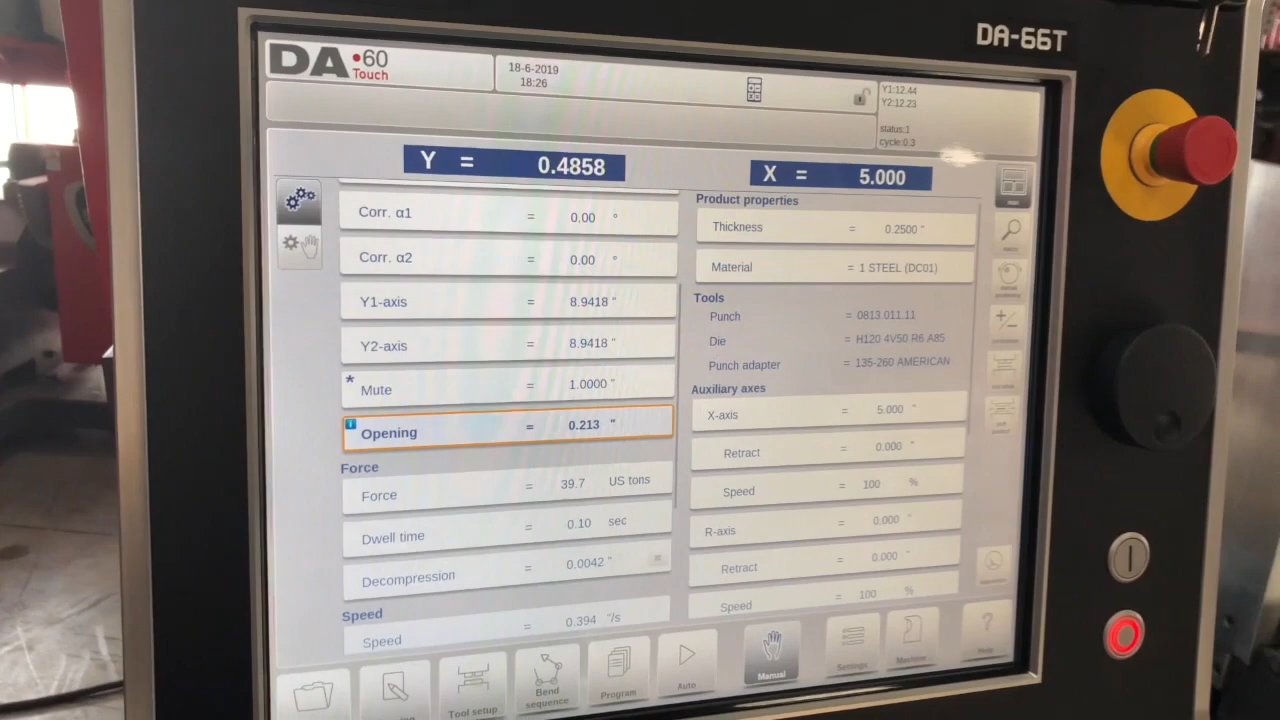 DA-66T
DA•60
Touch
18-6-2019
18:26
Y1:12.44
Y2:12.23
status:1
cycle:0.3
Y = 0.4858
X = 5.000
Corr. α1 = 0.00 °
Corr. α2 = 0.00 °
Y1-axis = 8.9418 "
Y2-axis = 8.9418 "
* Mute = 1.0000 "
i Opening = 0.213 "
Force
Force = 39.7 US tons
Dwell time = 0.10 sec
Decompression = 0.0042 "
Speed
Speed = 0.394 "/s
Product properties
Thickness = 0.2500 "
Material = 1 STEEL (DC01)
Tools
Punch = 0813.011.11
Die = H120 4V50 R6 A85
Punch adapter = 135-260 AMERICAN
Auxiliary axes
X-axis = 5.000 "
Retract = 0.000 "
Speed = 100 %
R-axis = 0.000 "
Retract = 0.000 "
Speed = 100 %
Tool setup
Bend
sequence
Program
Auto
Manual
Settings
Machine
Help